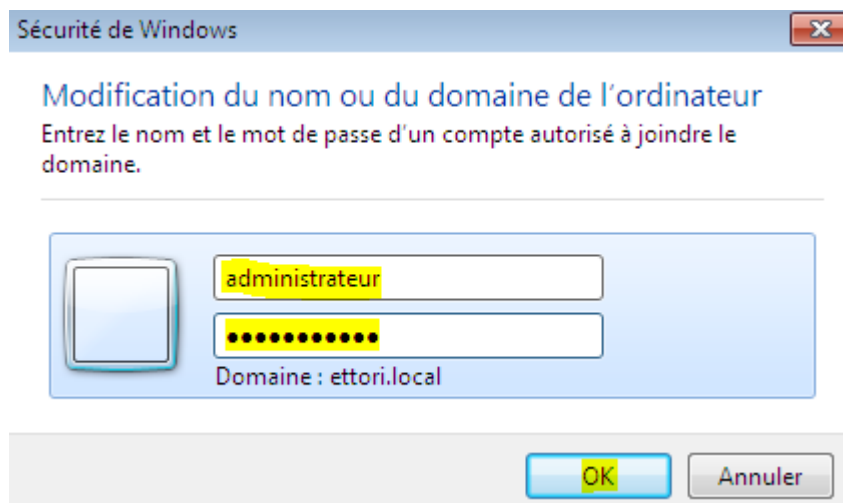 Sécurité de Windows
Modification du nom ou du domaine de l'ordinateur
Entrez le nom et le mot de passe d'un compte autorisé à joindre le
domaine.
administrateur
●●●●●●●●●●●
Domaine : ettori.local
OK Annuler